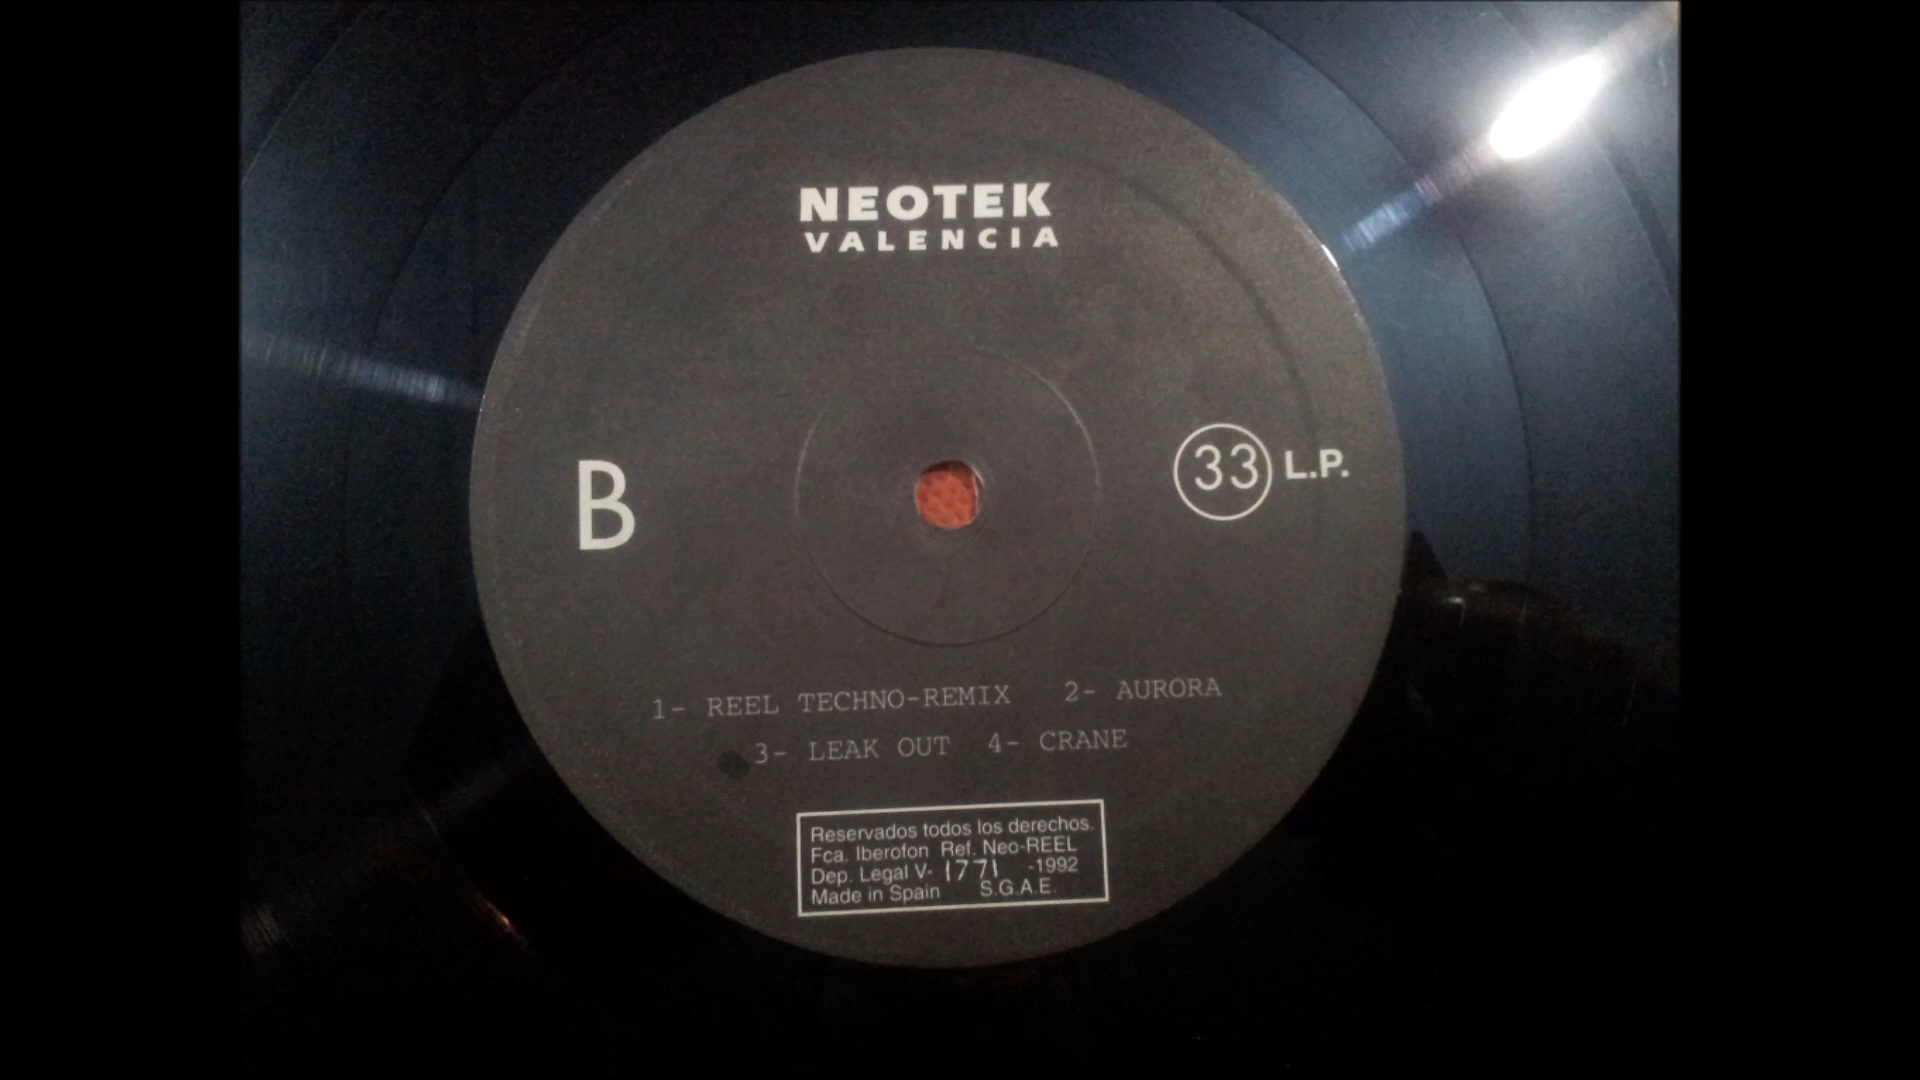 NEOTEK
VALENCIA
B
33 L.P.
1- REEL TECHNO-REMIX 2- AURORA
3- LEAK OUT 4- CRANE
Reservados todos los derechos.
Fca. Iberofon Ref. Neo-REEL
Dep. Legal V- 1771 -1992
Made in Spain S.G.A.E.